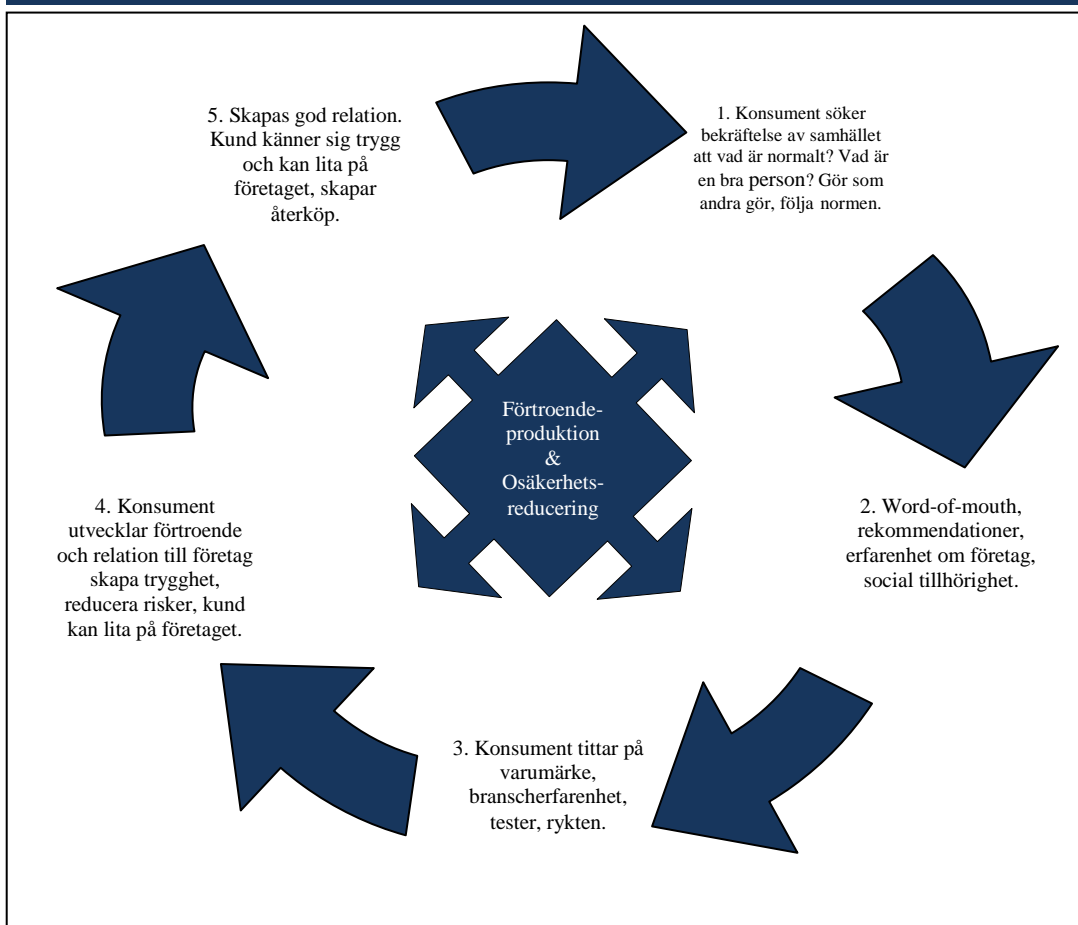 1. Konsument söker
bekräftelse av samhället
att vad är normalt? Vad är
en bra person? Gör som
andra gör, följa normen.
2. Word-of-mouth,
rekommendationer,
erfarenhet om företag,
social tillhörighet.
3. Konsument tittar på
varumärke,
branscherfarenhet,
tester, rykten.
4. Konsument
utvecklar förtroende
och relation till företag
skapa trygghet,
reducera risker, kund
kan lita på företaget.
5. Skapas god relation.
Kund känner sig trygg
och kan lita på
företaget, skapar
återköp.
Förtroende-
produktion
&
Osäkerhets-
reducering